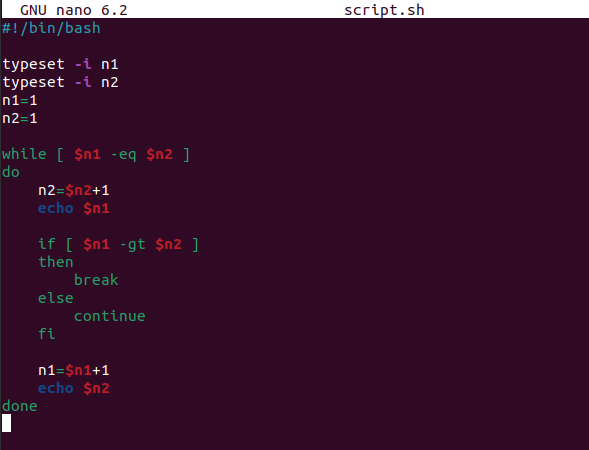 GNU nano 6.2 script.sh
#!/bin/bash
typeset -i n1
typeset -i n2
n1=1
n2=1
while [ $n1 -eq $n2 ]
do
n2=$n2+1
echo $n1
if [ $n1 -gt $n2 ]
then
break
else
continue
fi
n1=$n1+1
echo $n2
done